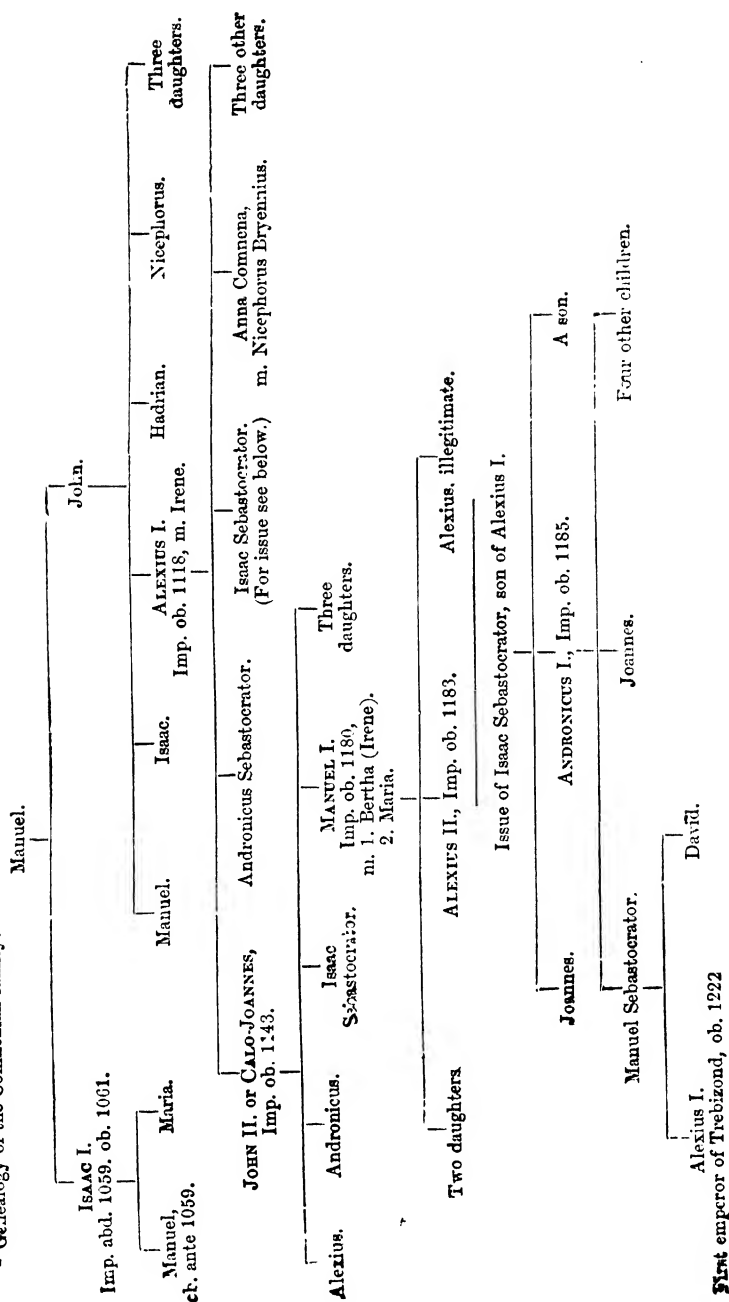 Genealogy of the
Manuel.
ISAAC I. John.
Imp. abd. 1059. ob. 1061.
Manuel, Maria. Manuel. Isaac. ALEXIUS I. Hadrian. Nicephorus. Three
ob. ante 1059. Imp. ob. 1118, m. Irene. daughters.
JOHN II. or CALO-JOANNES, Andronicus Sebastocrator. Isaac Sebastocrator. Anna Comnena, Three other
Imp. ob. 1143. (For issue see below.) m. Nicephorus Bryennius. daughters.
Alexius. Andronicus. Isaac MANUEL I. Three
Sebastocrator. Imp. ob. 1180, daughters.
m. 1. Bertha (Irene).
2. Maria.
Two daughters ALEXIUS II., Imp. ob. 1183. Alexius, illegitimate.
Issue of Isaac Sebastocrator, son of Alexius I.
Joannes. ANDRONICUS I., Imp. ob. 1185. A son.
Manuel Sebastocrator. Joannes. Four other children.
Alexius I. David.
First emperor of Trebizond, ob. 1222